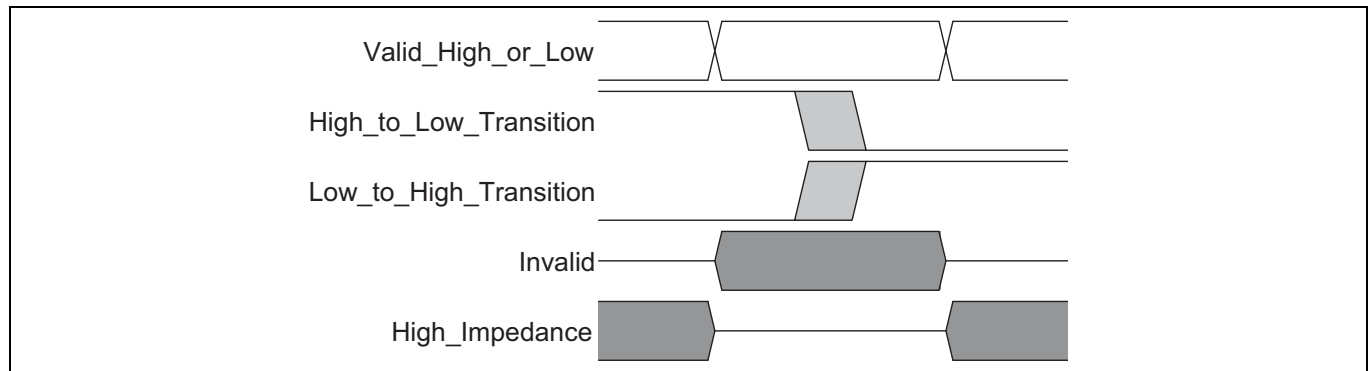 Valid_High_or_Low
High_to_Low_Transition
Low_to_High_Transition
Invalid
High_Impedance